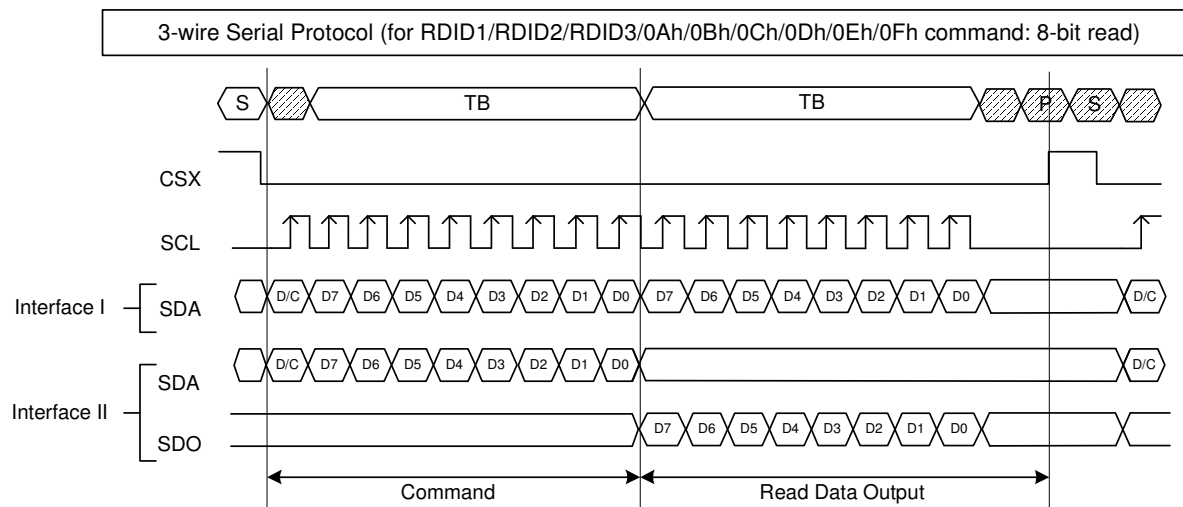 3-wire Serial Protocol (for RDID1/RDID2/RDID3/0Ah/0Bh/0Ch/0Dh/0Eh/0Fh command: 8-bit read)
S TB TB P S
CSX
SCL
Interface I SDA D/C D7 D6 D5 D4 D3 D2 D1 D0 D7 D6 D5 D4 D3 D2 D1 D0 D/C
Interface II
SDA D/C D7 D6 D5 D4 D3 D2 D1 D0 D/C
SDO D7 D6 D5 D4 D3 D2 D1 D0
Command Read Data Output